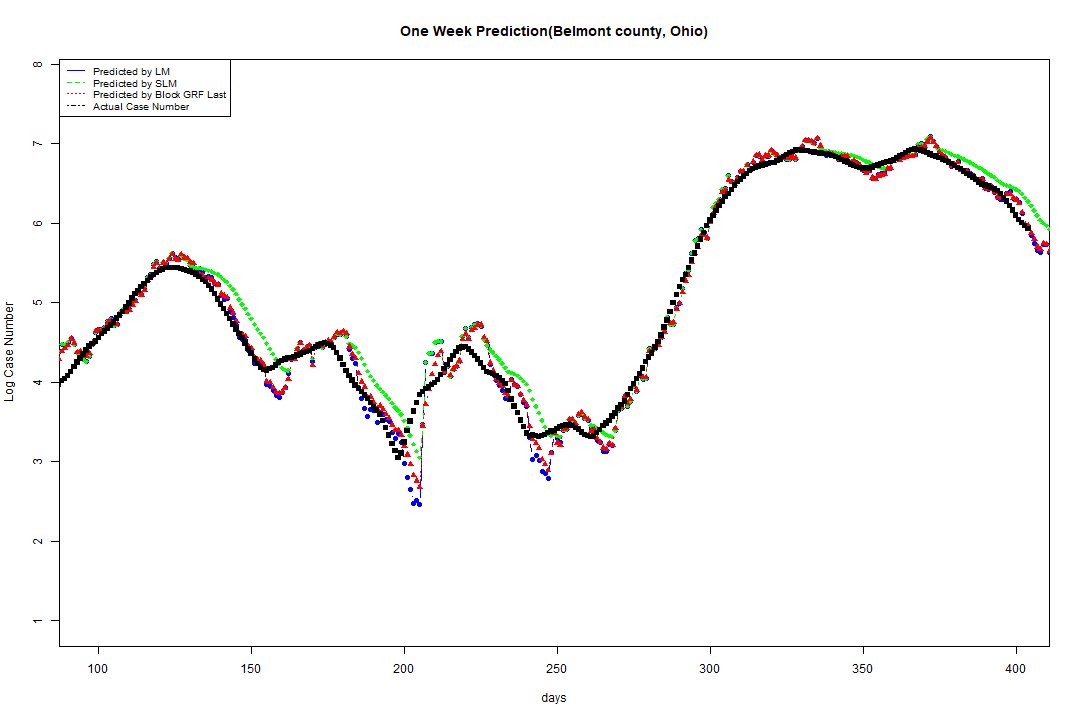 One Week Prediction(Belmont county, Ohio)
Predicted by LM
Predicted by SLM
Predicted by Block GRF Last
Actual Case Number
Log Case Number
8
7
6
5
4
3
2
1
100 150 200 250 300 350 400
days